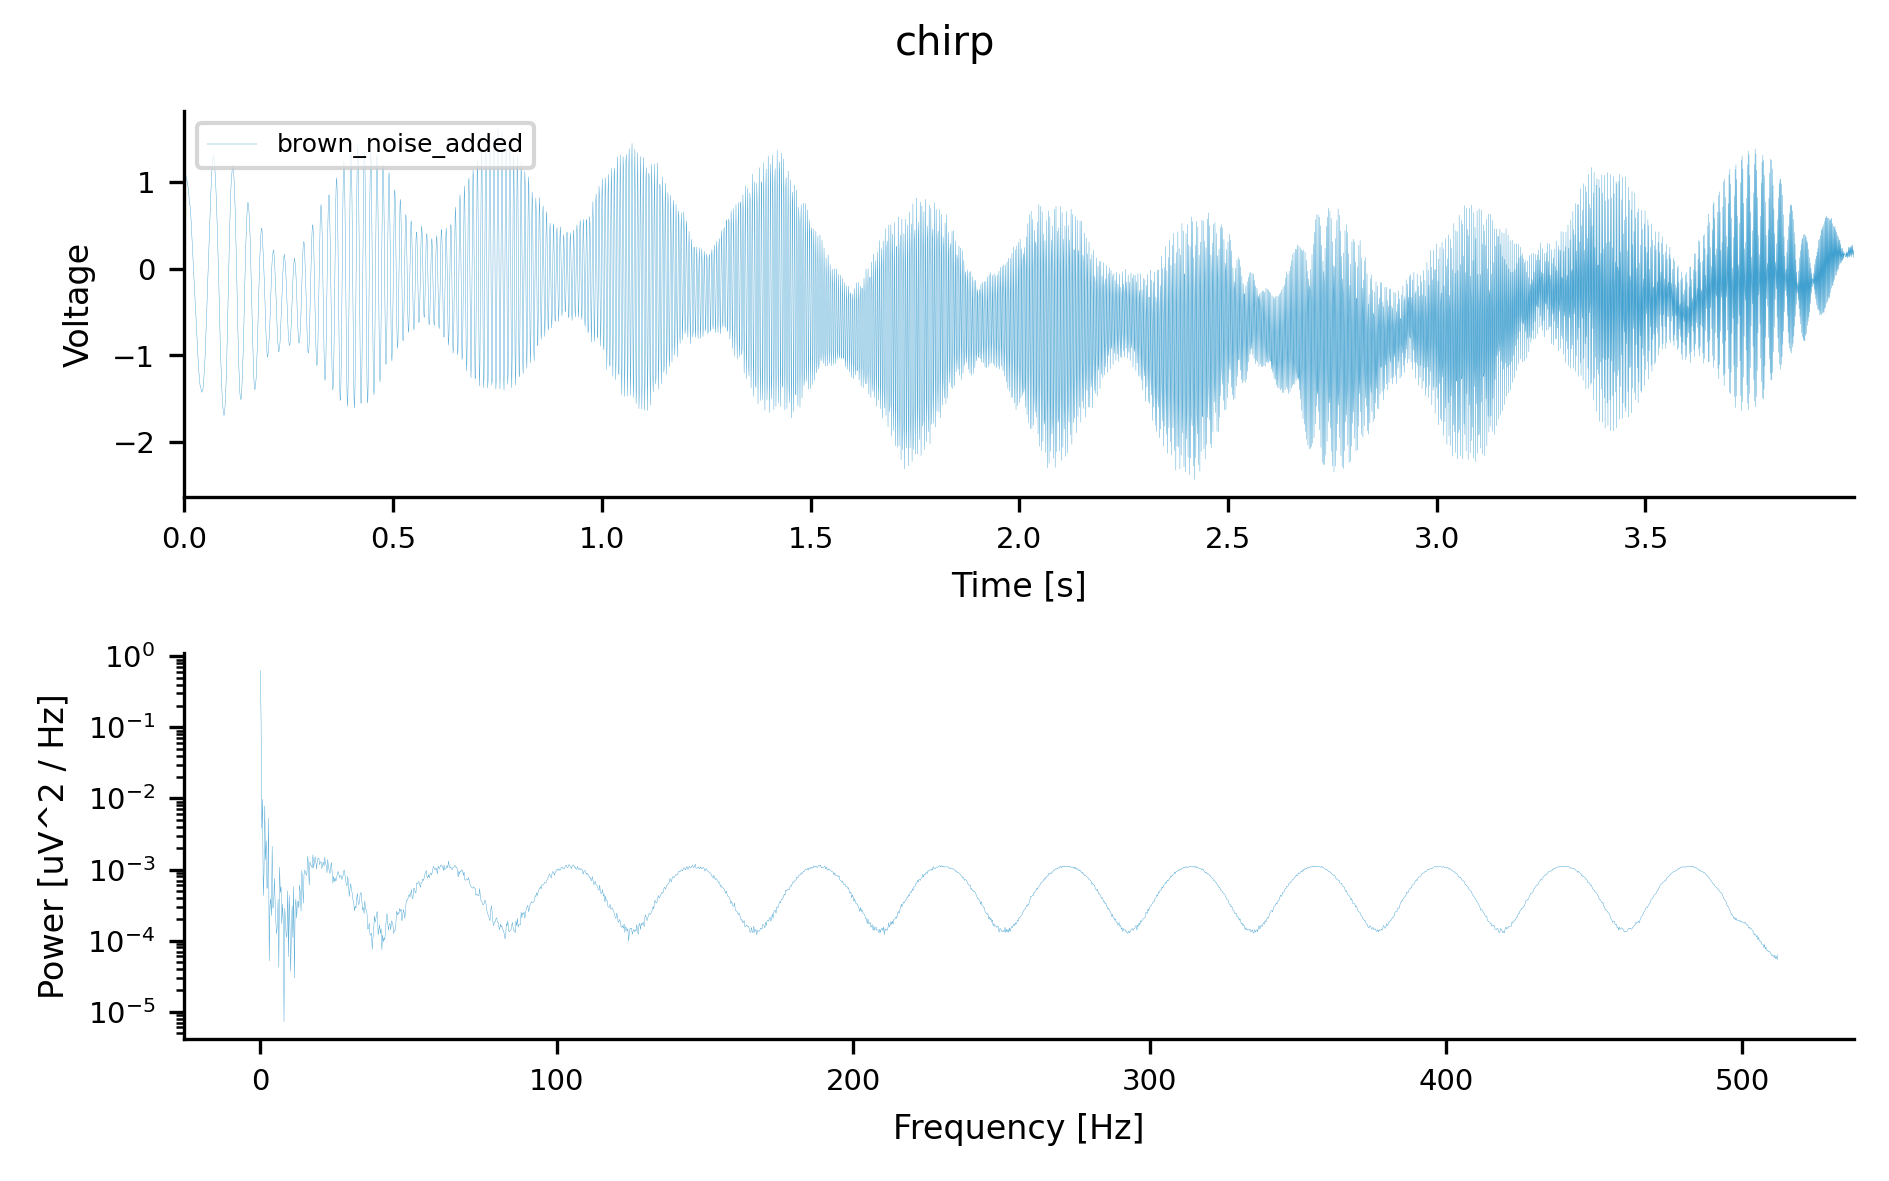 chirp
brown_noise_added
Voltage
1
0
−1
−2
0.0 0.5 1.0 1.5 2.0 2.5 3.0 3.5
Time [s]
Power [uV^2 / Hz]
10^0
10^−1
10^−2
10^−3
10^−4
10^−5
0 100 200 300 400 500
Frequency [Hz]